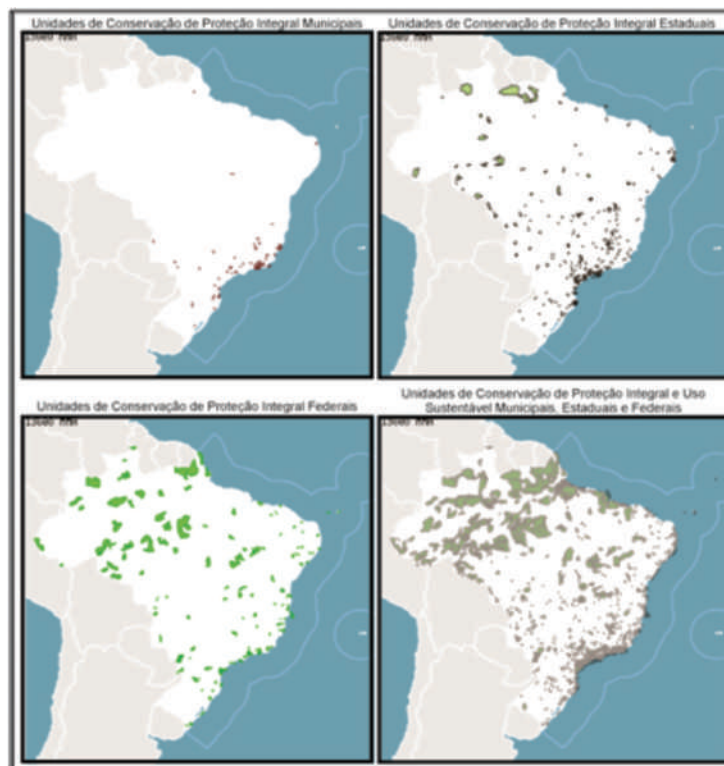 Unidades de Conservação de Proteção Integral Municipais
Unidades de Conservação de Proteção Integral Estaduais
Unidades de Conservação de Proteção Integral Federais
Unidades de Conservação de Proteção Integral e Uso
Sustentável Municipais, Estaduais e Federais